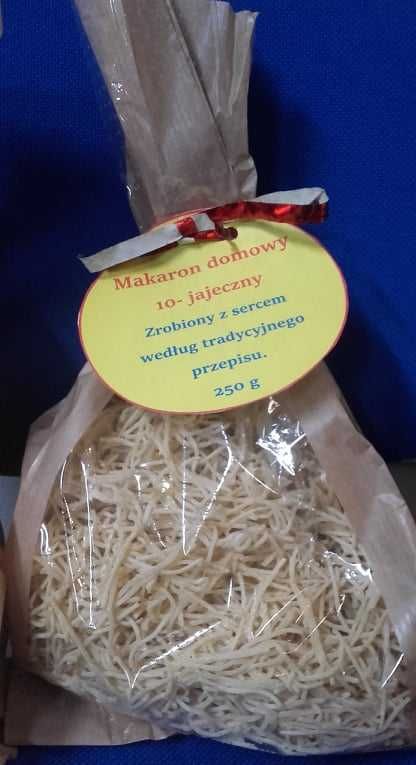 Makaron domowy
10- jajeczny
Zrobiony z sercem
według tradycyjnego
przepisu.
250 g